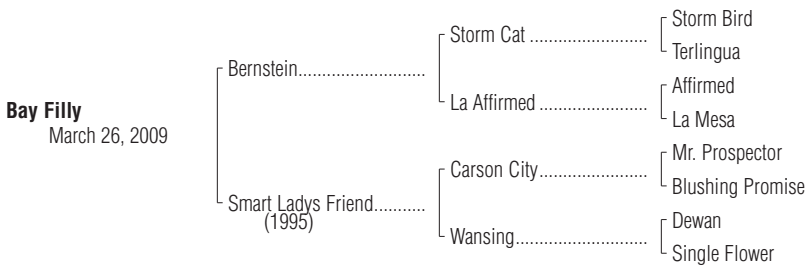 Storm Bird
Storm Cat ........................
Terlingua
Bernstein..........................
Affirmed
La Affirmed ......................
La Mesa
Bay Filly
March 26, 2009
Mr. Prospector
Carson City.......................
Blushing Promise
Smart Ladys Friend...........
(1995)
Dewan
Wansing............................
Single Flower